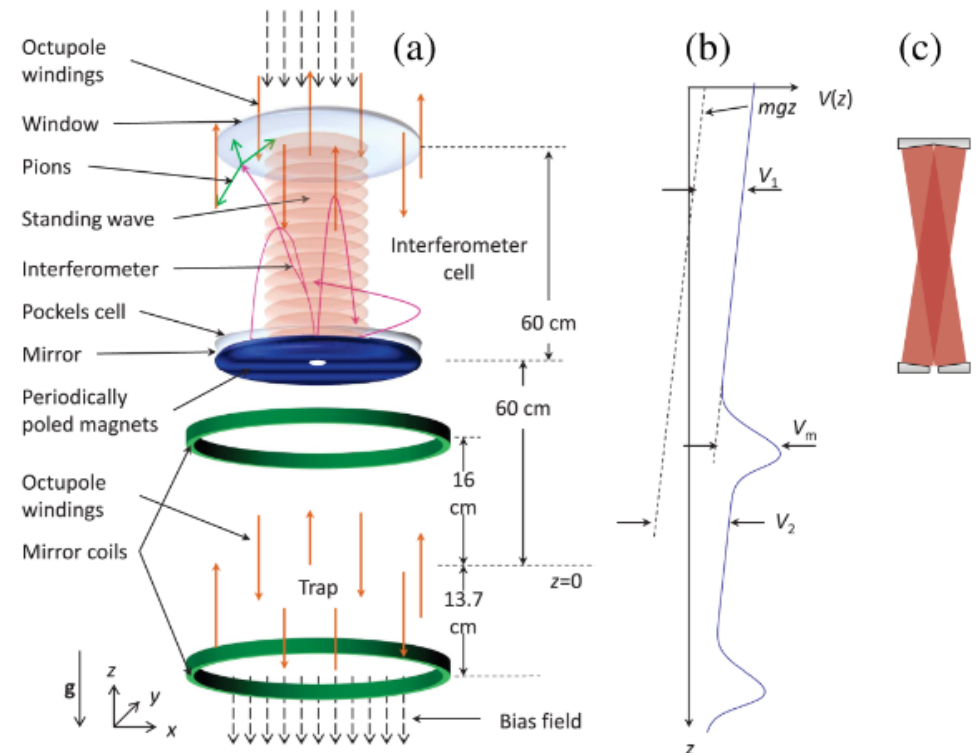 (a)
(b)
(c)
Octupole
windings
Window
Pions
Standing wave
Interferometer
Pockels cell
Mirror
Periodically
poled magnets
Octupole
windings
Mirror coils
Interferometer
cell
60 cm
60 cm
16
cm
Trap
z=0
13.7
cm
Bias field
g
z
y
x
V(z)
mgz
V1
Vm
V2
z